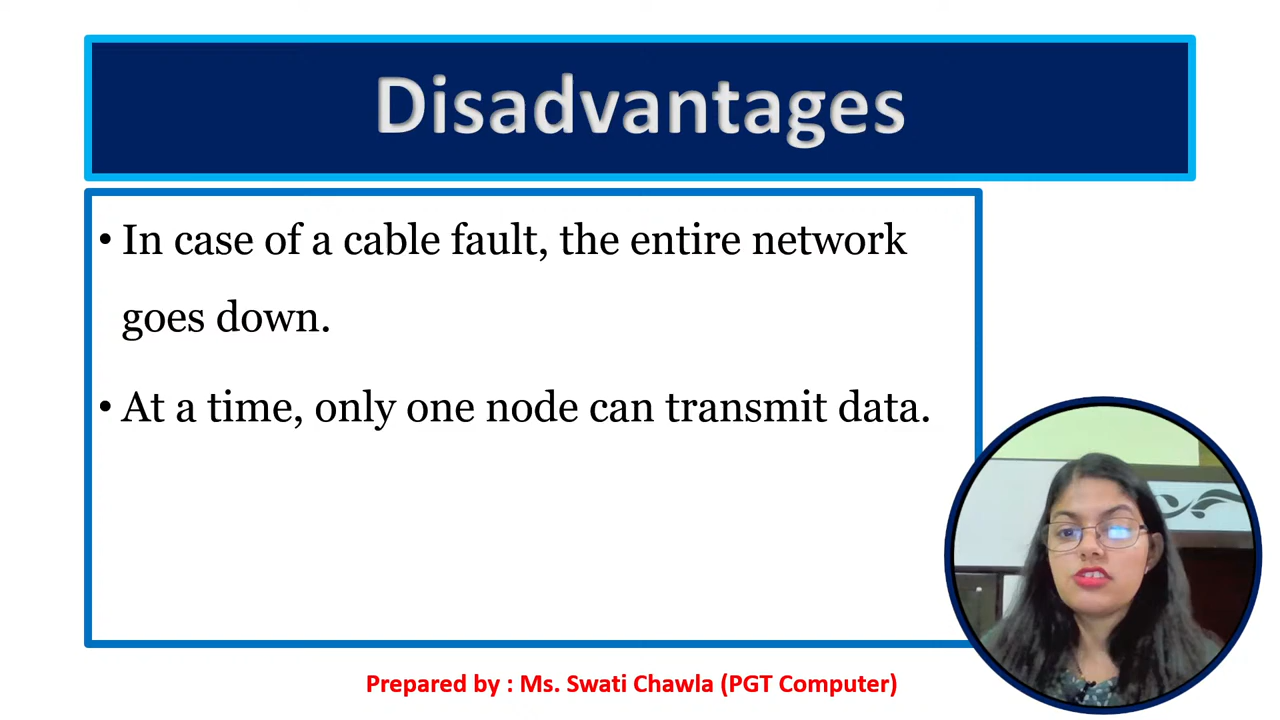 Disadvantages
• In case of a cable fault, the entire network
goes down.
• At a time, only one node can transmit data.
Prepared by : Ms. Swati Chawla (PGT Computer)